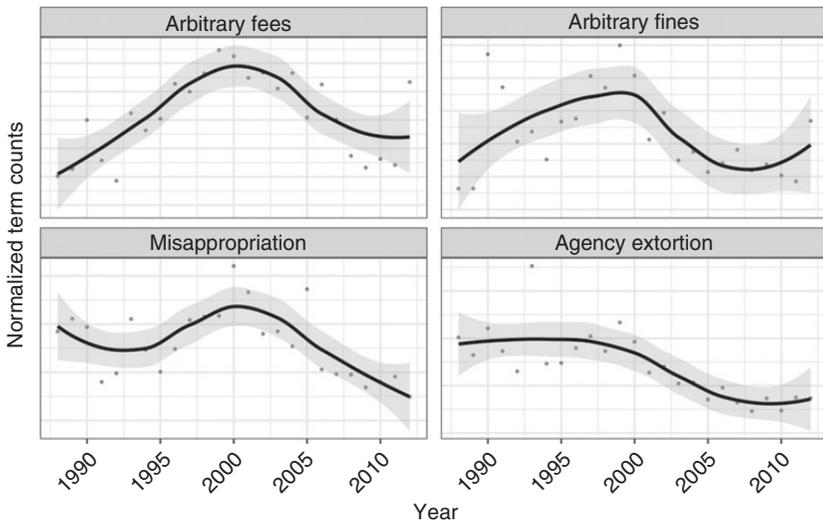 Arbitrary fees
Arbitrary fines
Normalized term counts
Misappropriation
Agency extortion
1990
1995
2000
2005
2010
1990
1995
2000
2005
2010
Year